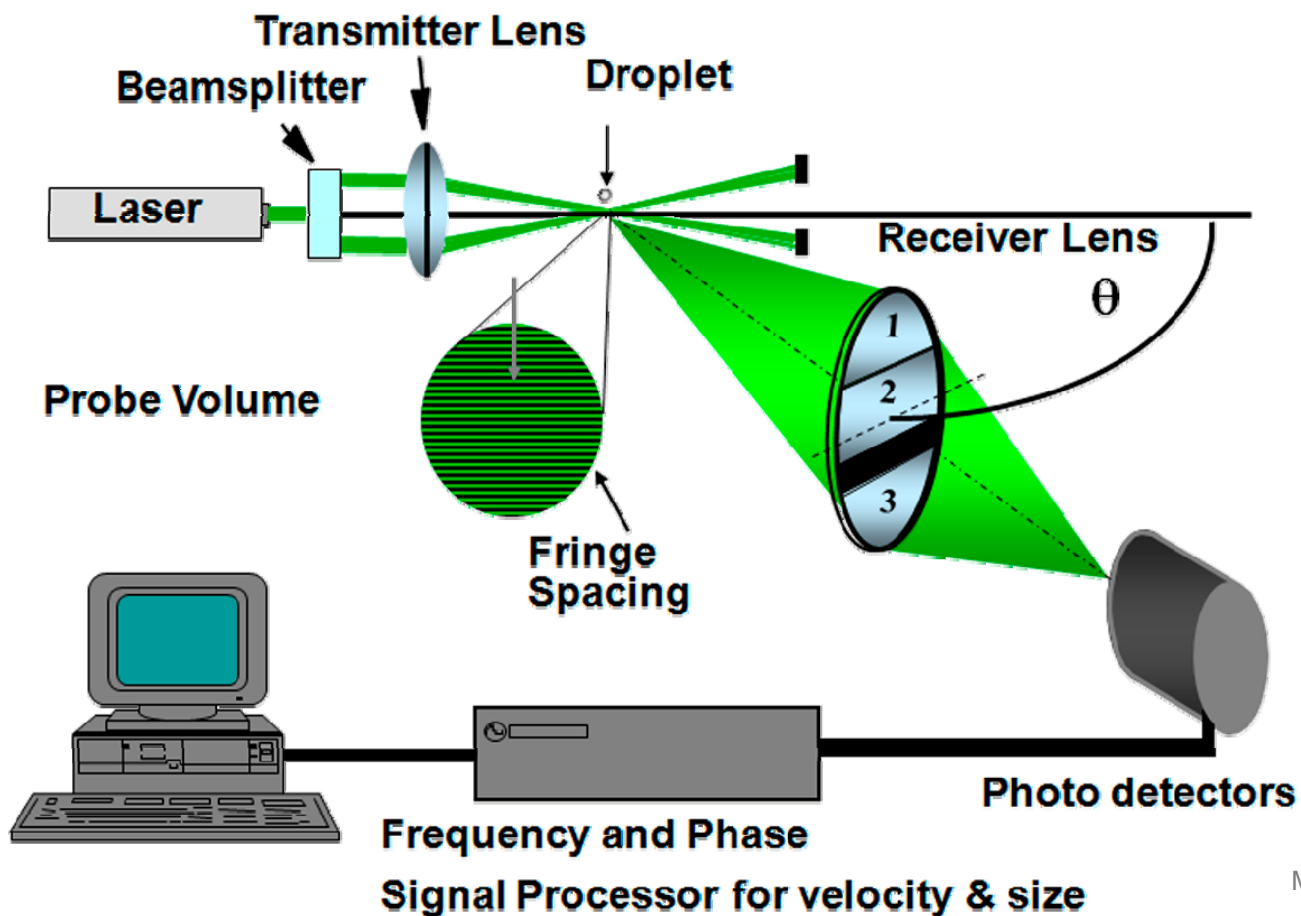 Transmitter Lens
Beamsplitter
Droplet
Laser
Receiver Lens
θ
1
2
3
Probe Volume
Fringe
Spacing
Photo detectors
Frequency and Phase
Signal Processor for velocity & size
M